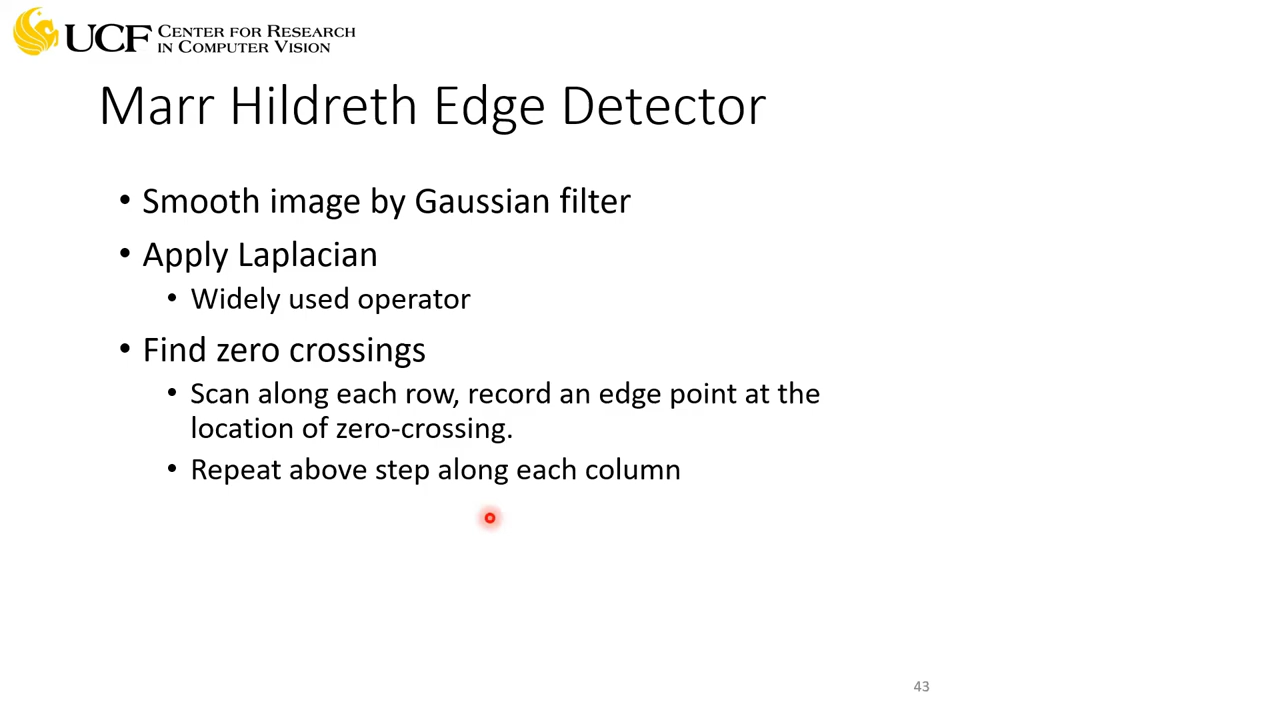 UCF CENTER FOR RESEARCH
IN COMPUTER VISION
Marr Hildreth Edge Detector
• Smooth image by Gaussian filter
• Apply Laplacian
• Widely used operator
• Find zero crossings
• Scan along each row, record an edge point at the
location of zero-crossing.
• Repeat above step along each column
43